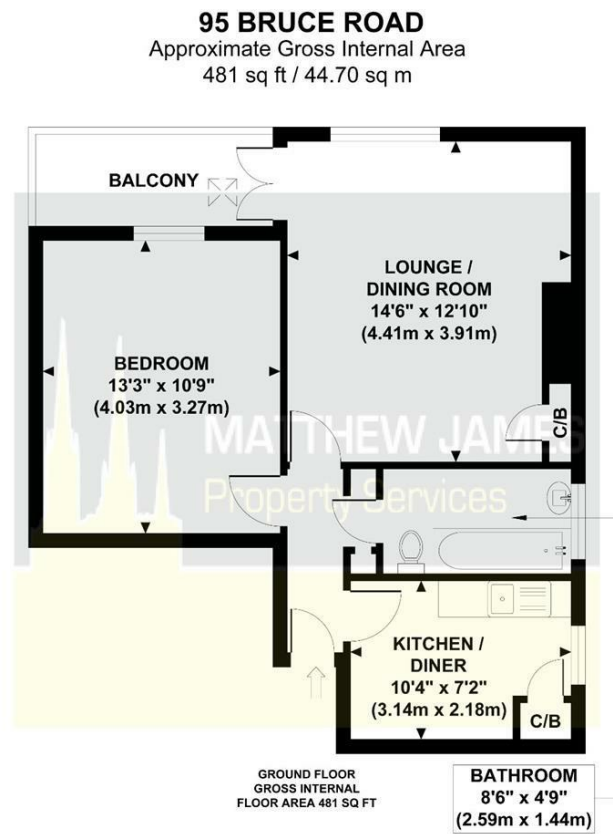 95 BRUCE ROAD
Approximate Gross Internal Area
481 sq ft / 44.70 sq m
BALCONY
LOUNGE /
DINING ROOM
14'6" x 12'10"
(4.41m x 3.91m)
BEDROOM
13'3" x 10'9"
(4.03m x 3.27m)
C/B
MATTHEW JAMES
Property Services
KITCHEN /
DINER
10'4" x 7'2"
(3.14m x 2.18m)
C/B
GROUND FLOOR
GROSS INTERNAL
FLOOR AREA 481 SQ FT
BATHROOM
8'6" x 4'9"
(2.59m x 1.44m)